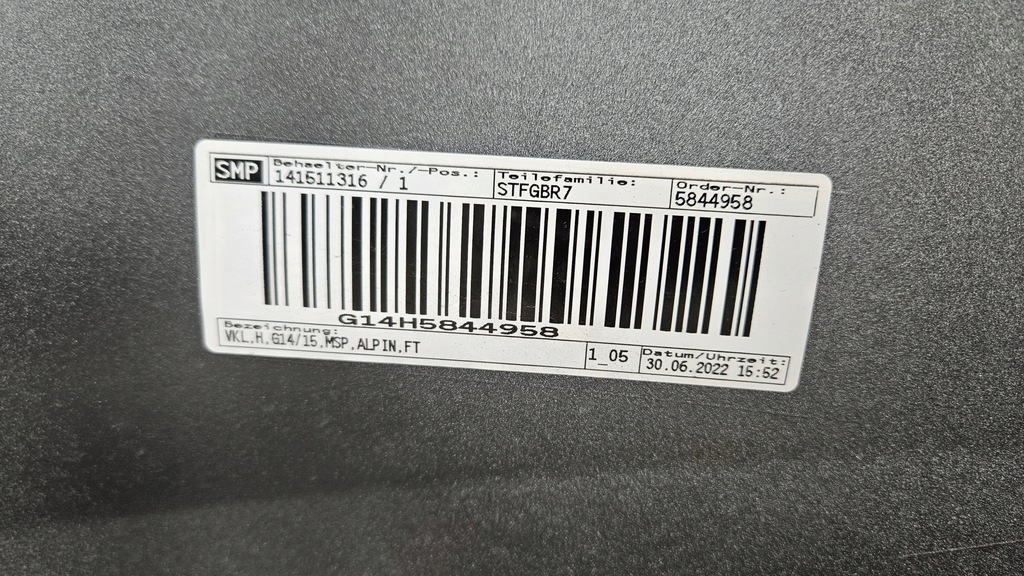 SMP
Behaelter-Nr./-Pos.:
141511316 / 1
Teilefamilie:
STFGBR7
Order-Nr.:
5844958
G14H5844958
Bezeichnung:
VKL,H,G14/15,MSP,ALPIN,FT
1_05
Datum/Uhrzeit:
30.06.2022 15:52